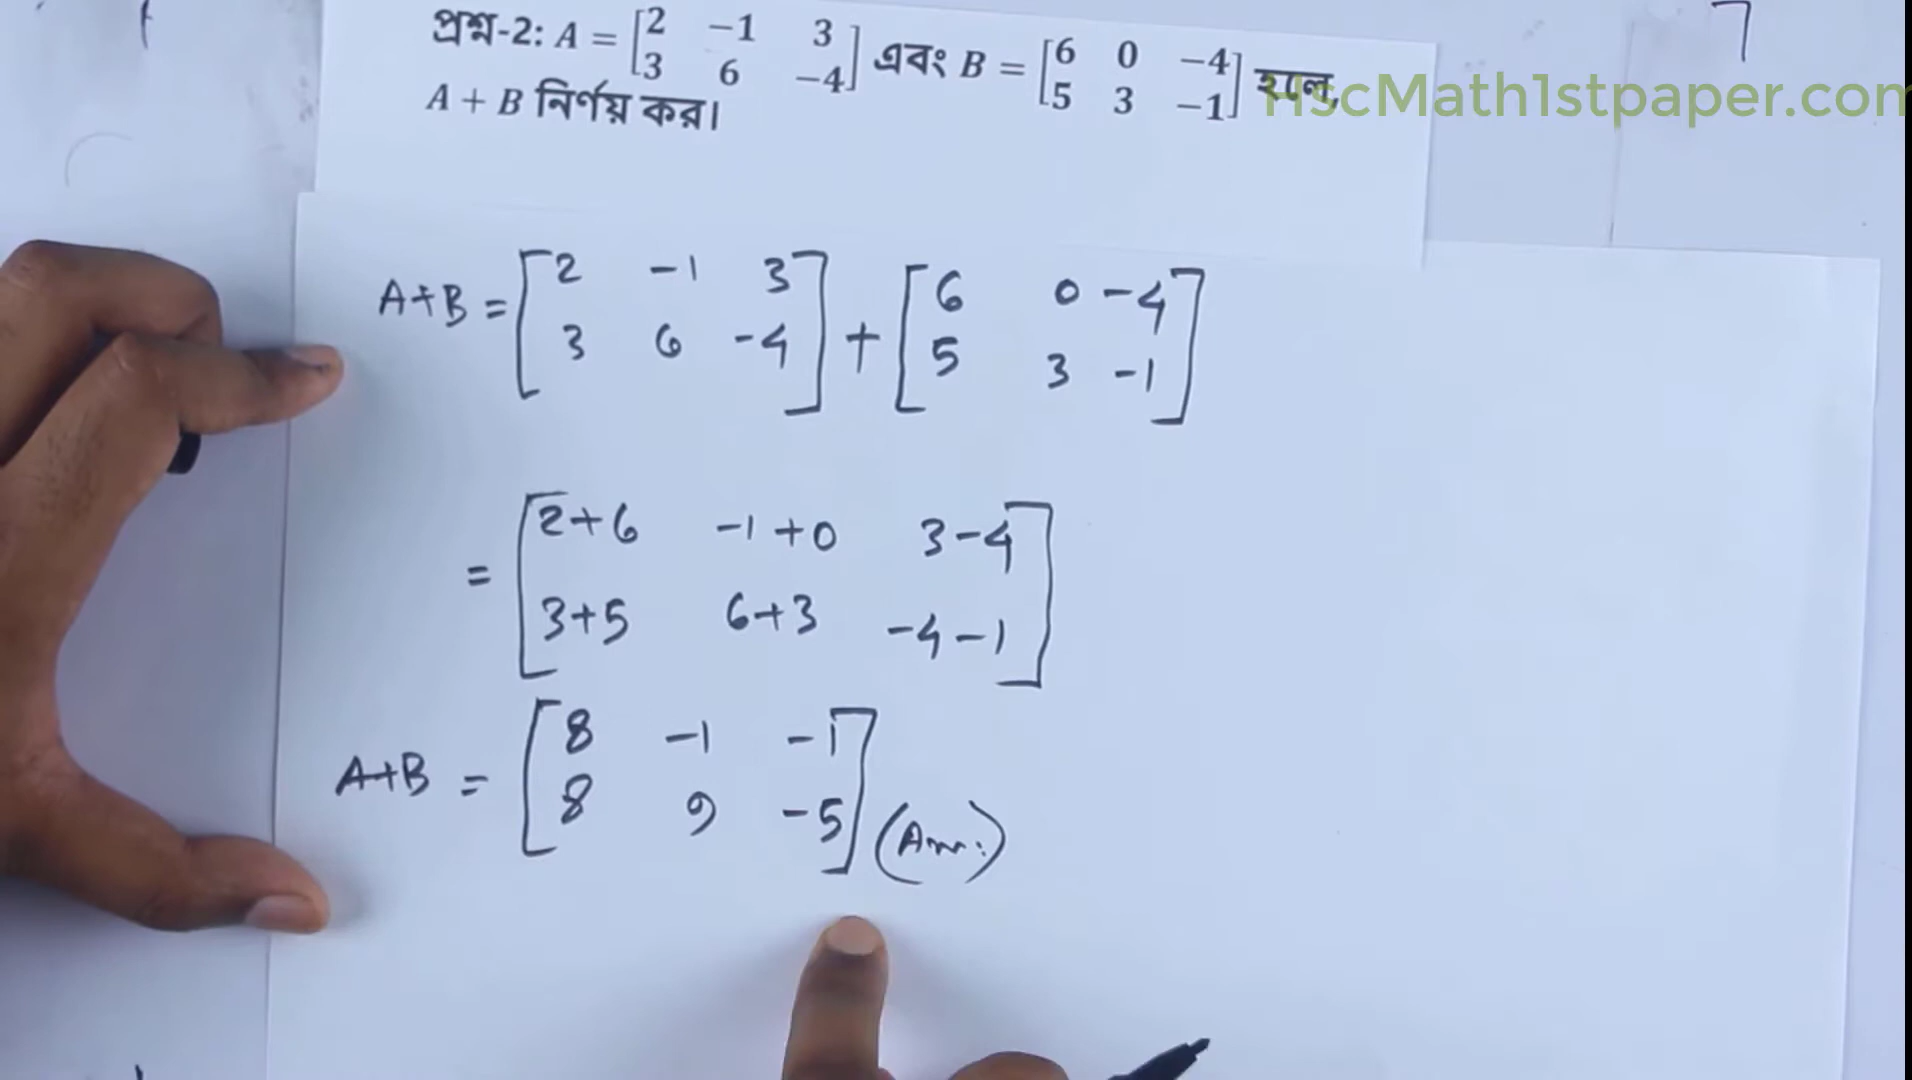 প্রশ্ন-2: A = [2 −1 3 এবং B = [6 0 −4 হলে,
3 6 −4] 5 3 −1]
A + B নির্ণয় কর।
HscMath1stpaper.com
A+B = [2 -1 3] + [6 0 -4]
3 6 -4 5 3 -1
= [2+6 -1+0 3-4]
3+5 6+3 -4-1
A+B = [8 -1 -1]
8 9 -5 (Ans:)